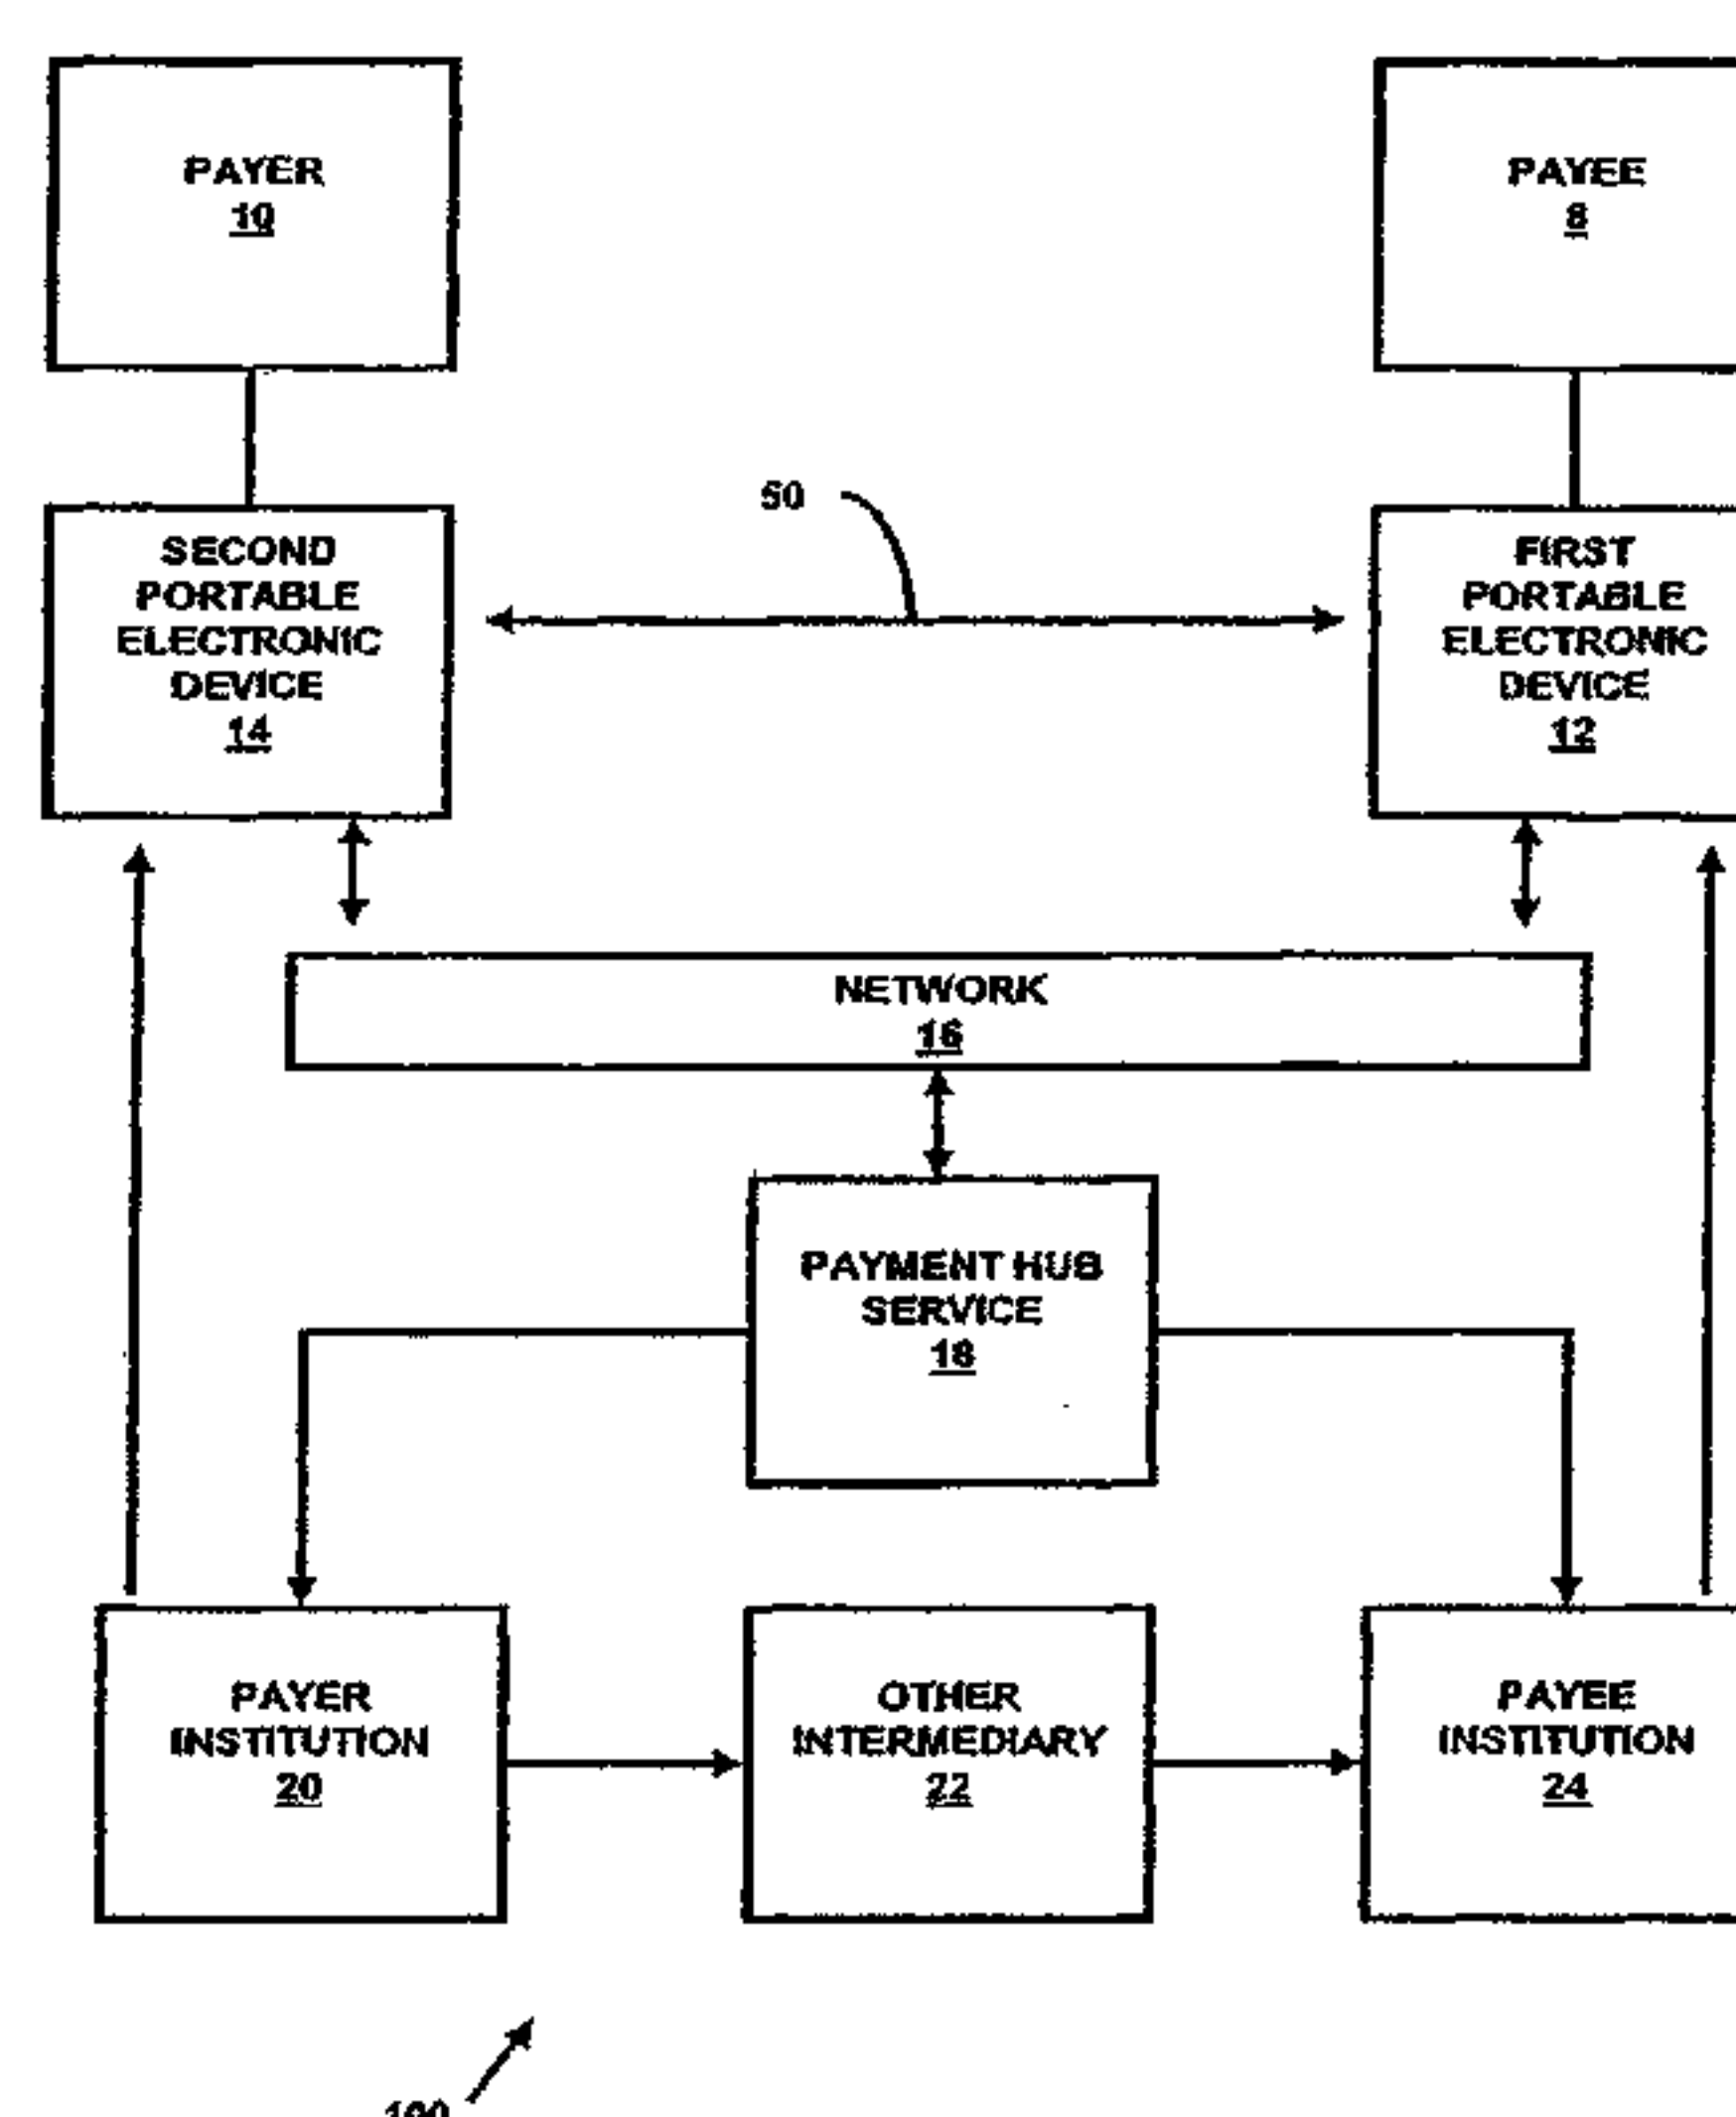 PAYER
10
PAYEE
8
50
SECOND
PORTABLE
ELECTRONIC
DEVICE
14
FIRST
PORTABLE
ELECTRONIC
DEVICE
12
NETWORK
16
PAYMENT HUB
SERVICE
18
PAYER
INSTITUTION
20
OTHER
INTERMEDIARY
22
PAYEE
INSTITUTION
24
100